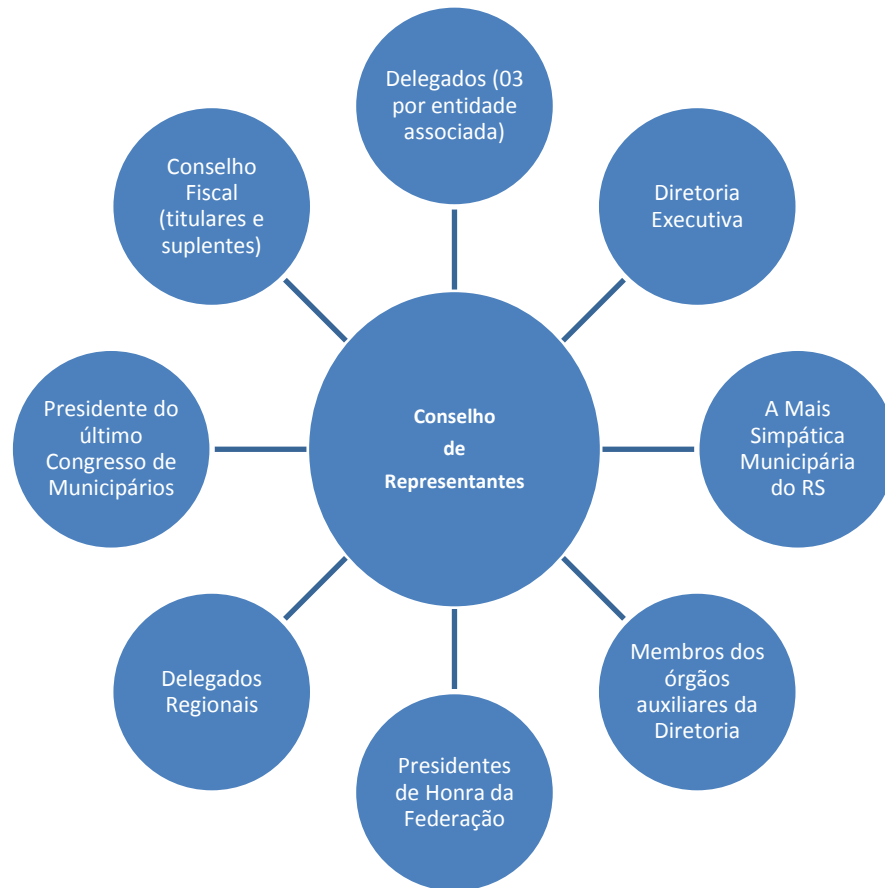 Delegados (03
por entidade
associada)
Diretoria
Executiva
A Mais
Simpática
Municipária
do RS
Membros dos
órgãos
auxiliares da
Diretoria
Presidentes
de Honra da
Federação
Delegados
Regionais
Presidente do
último
Congresso de
Municipários
Conselho
Fiscal
(titulares e
suplentes)
Conselho
de
Representantes